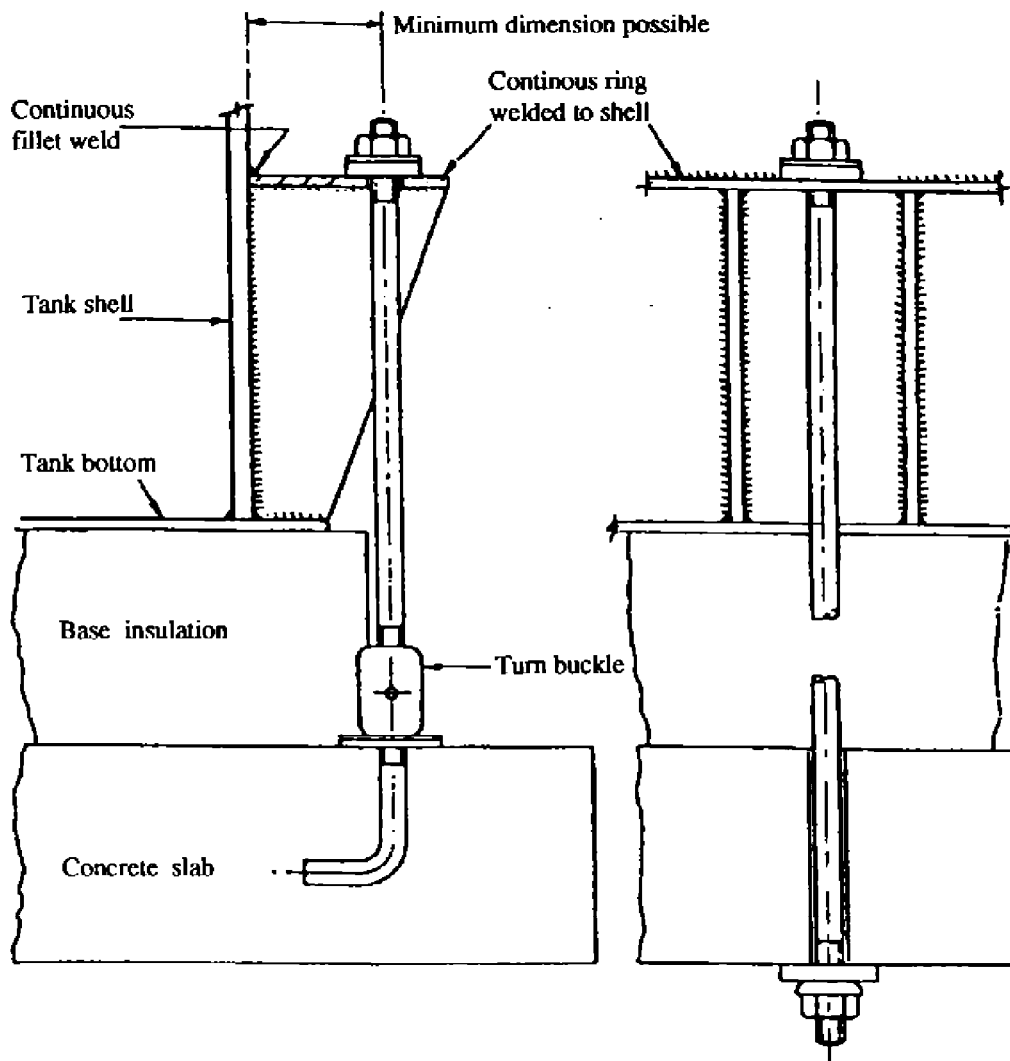 Minimum dimension possible
Continous ring
welded to shell
Continuous
fillet weld
Tank shell
Tank bottom
Base insulation
Turn buckle
Concrete slab